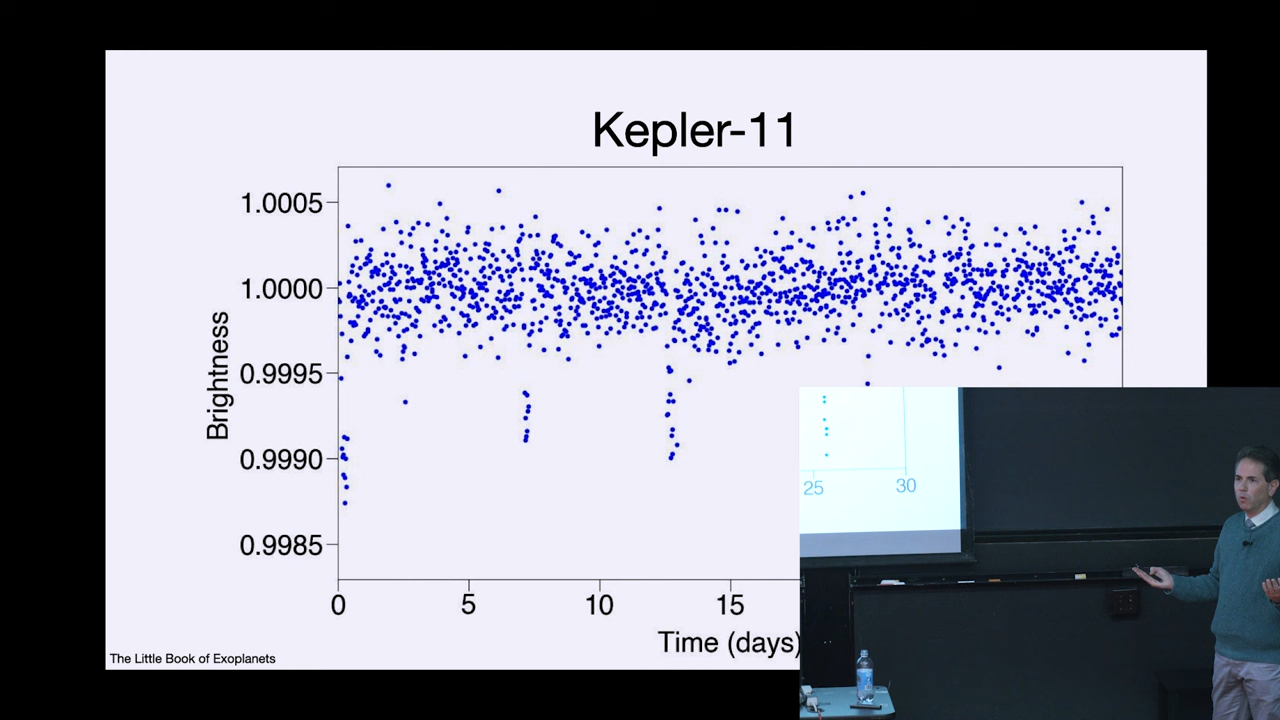 Kepler-11
1.0005
1.0000
0.9995
0.9990
0.9985
Brightness
0
5
10
15
Time (days)
25
30
The Little Book of Exoplanets